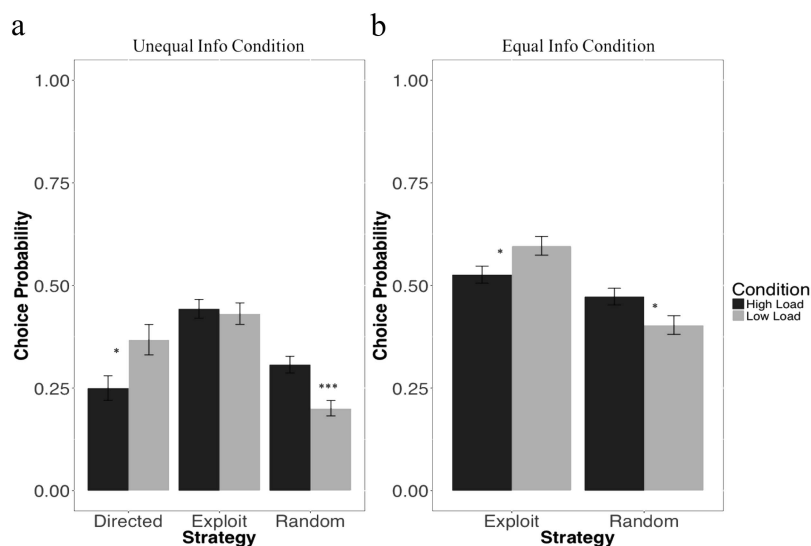 a
Unequal Info Condition
1.00
0.75
0.50
0.25
0.00
Choice Probability
*
***
Directed Exploit Random
Strategy
b
Equal Info Condition
1.00
0.75
0.50
0.25
0.00
Choice Probability
*
*
Exploit Random
Strategy
Condition
High Load
Low Load